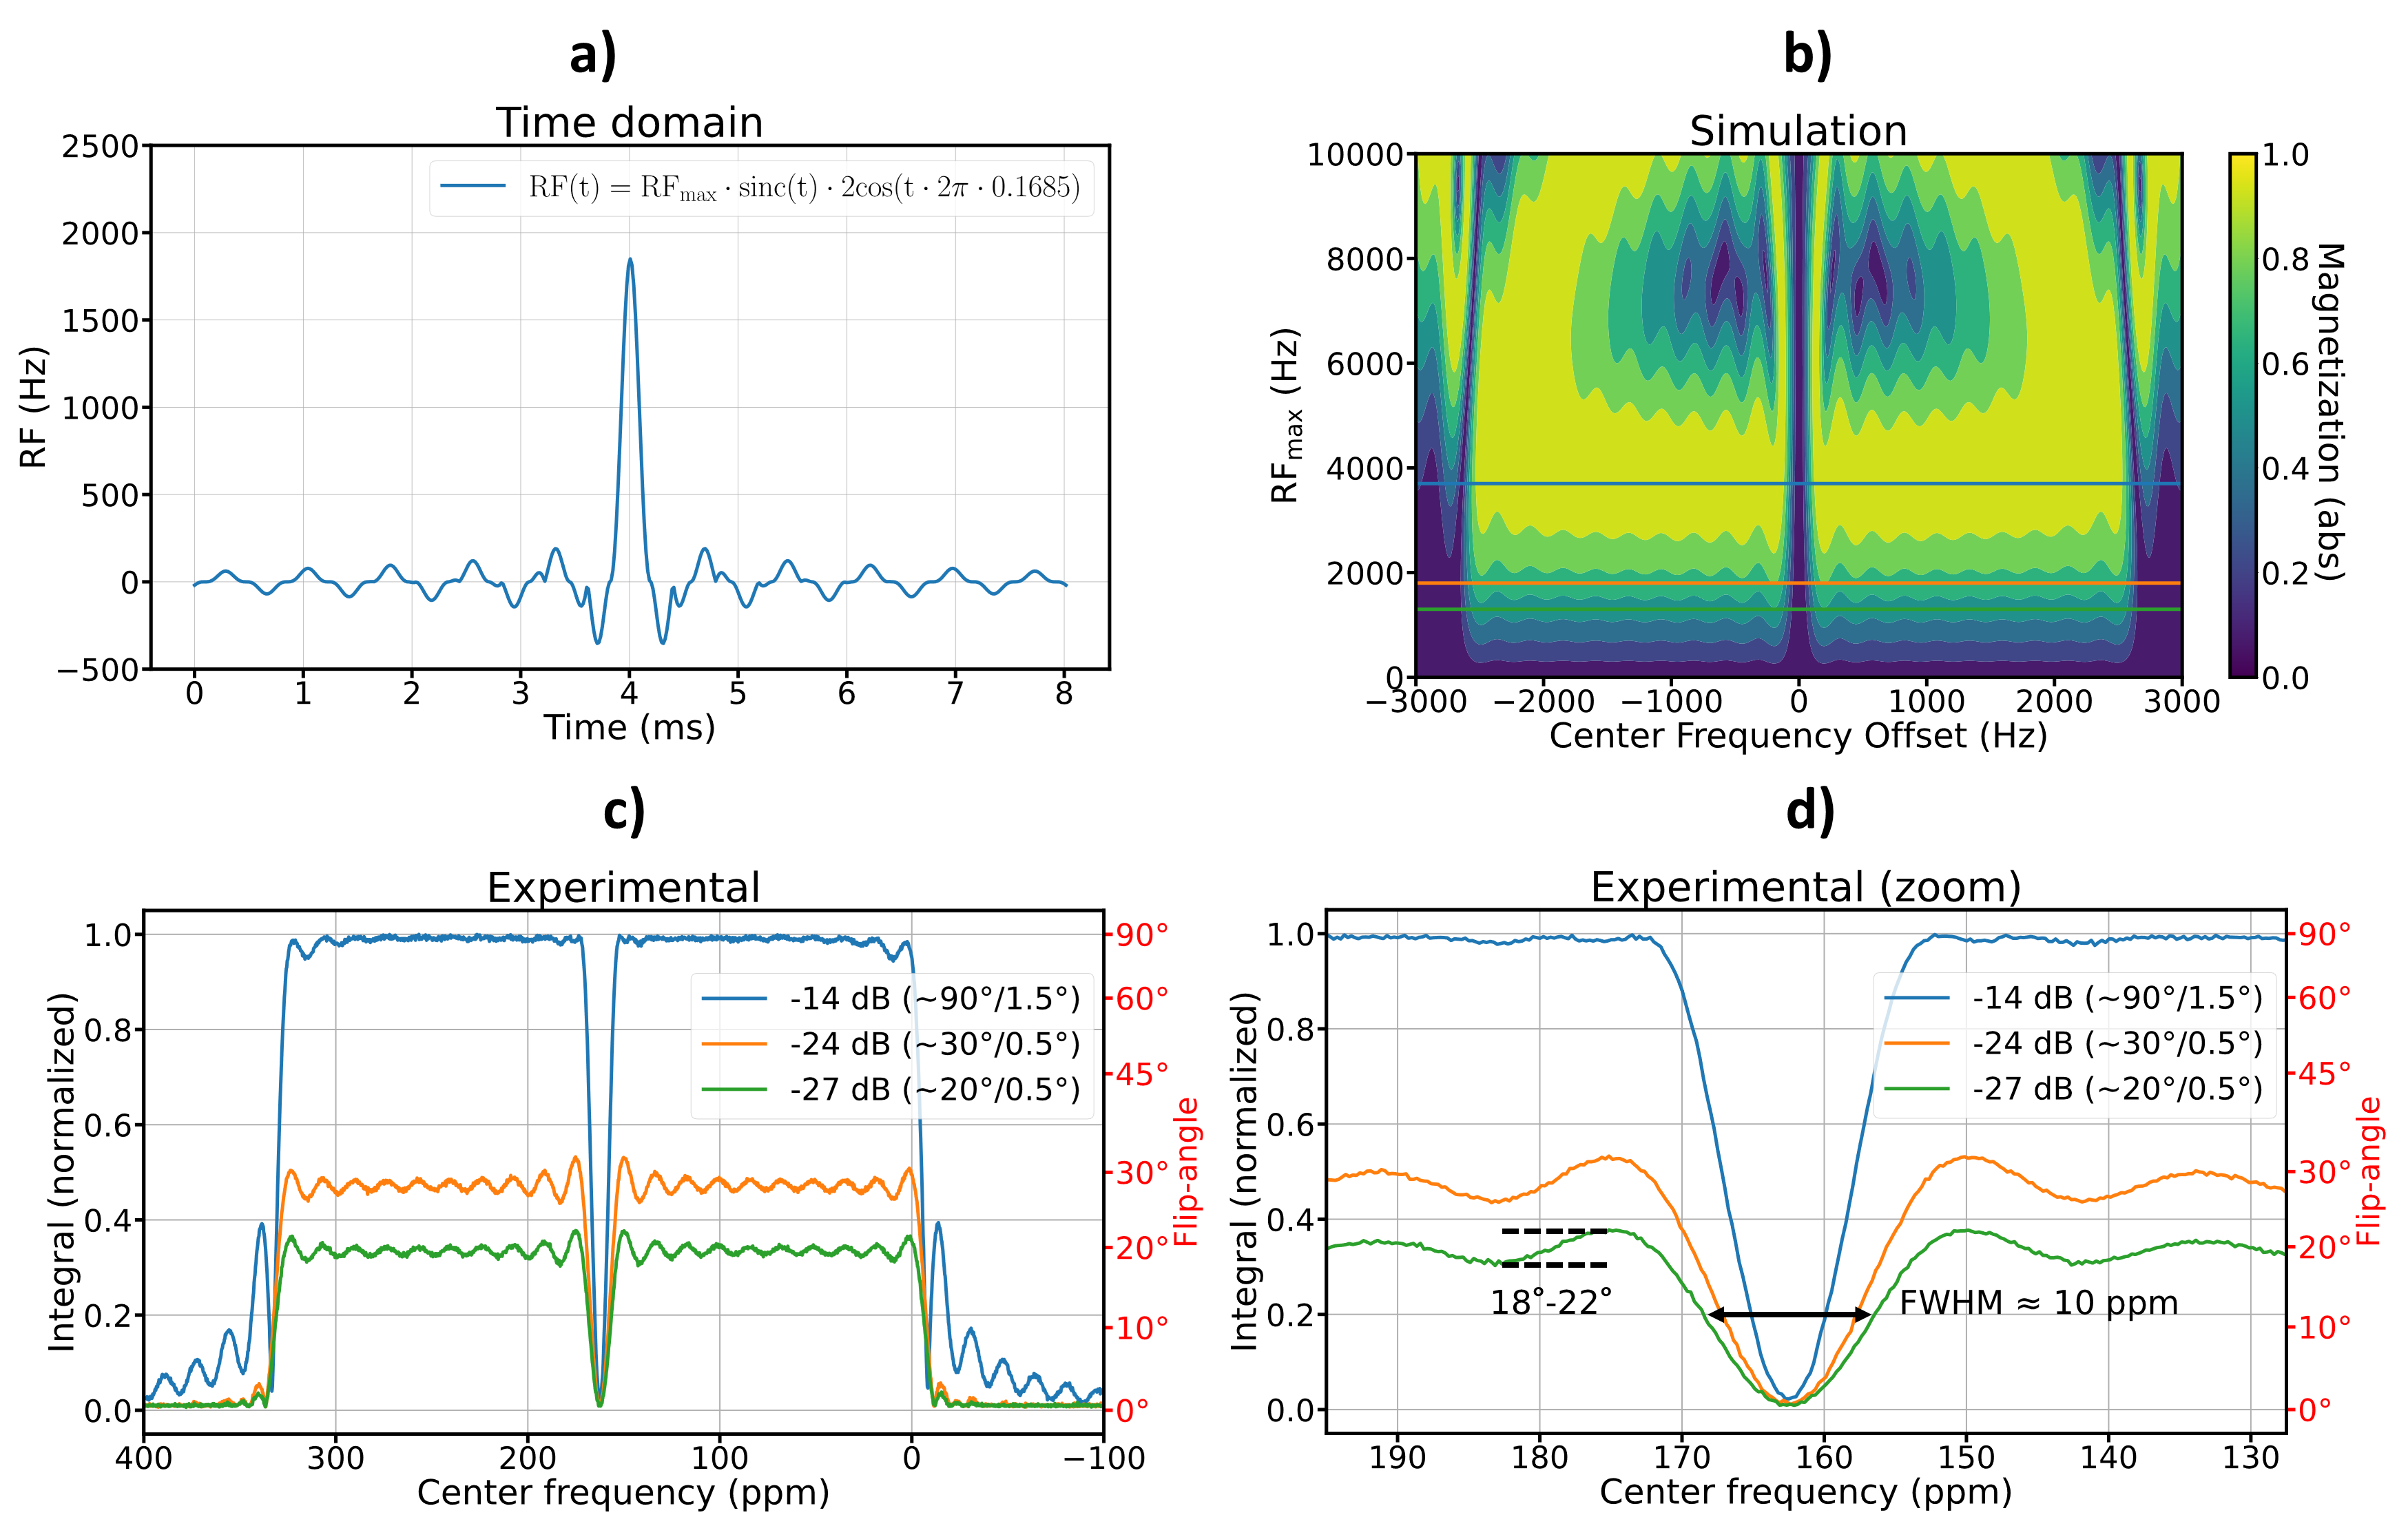 a)
Time domain
2500
2000
1500
1000
500
0
−500
RF (Hz)
RF(t) = RFmax · sinc(t) · 2cos(t · 2π · 0.1685)
0 1 2 3 4 5 6 7 8
Time (ms)
b)
Simulation
10000
8000
6000
4000
2000
0
RFmax (Hz)
−3000 −2000 −1000 0 1000 2000 3000
Center Frequency Offset (Hz)
1.0
0.8
0.6
0.4
0.2
0.0
Magnetization (abs)
c)
Experimental
1.0
0.8
0.6
0.4
0.2
0.0
Integral (normalized)
-14 dB (~90°/1.5°)
-24 dB (~30°/0.5°)
-27 dB (~20°/0.5°)
90°
60°
45°
30°
20°
10°
0°
Flip-angle
400 300 200 100 0 −100
Center frequency (ppm)
d)
Experimental (zoom)
1.0
0.8
0.6
0.4
0.2
0.0
Integral (normalized)
-14 dB (~90°/1.5°)
-24 dB (~30°/0.5°)
-27 dB (~20°/0.5°)
18°-22°
FWHM ≈ 10 ppm
90°
60°
45°
30°
20°
10°
0°
Flip-angle
190 180 170 160 150 140 130
Center frequency (ppm)